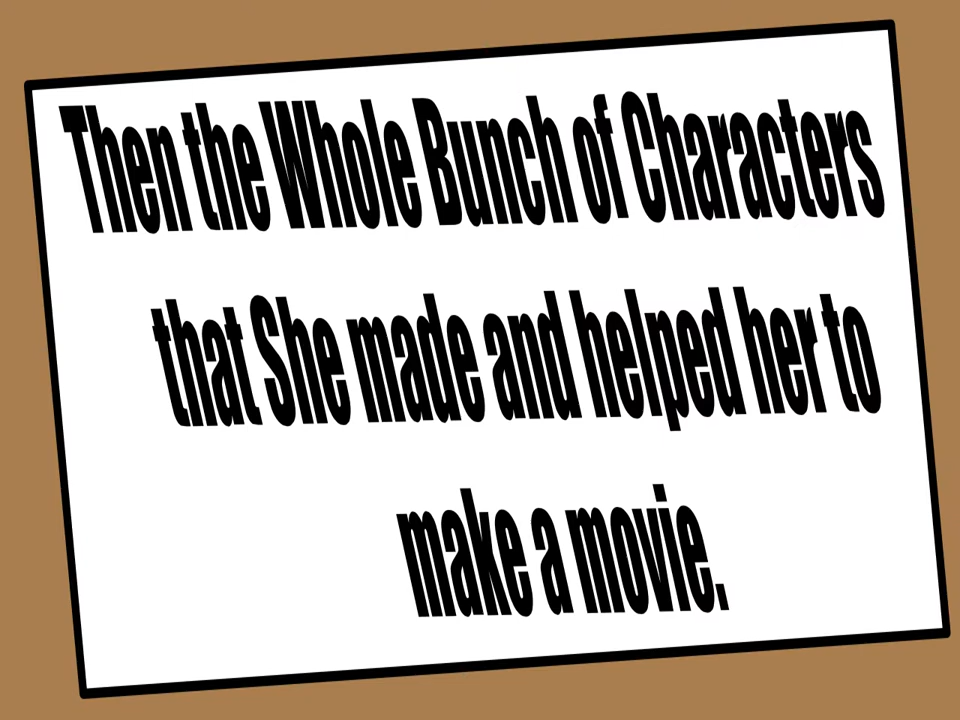 Then the Whole Bunch of Characters
that She made and helped her to
make a movie.